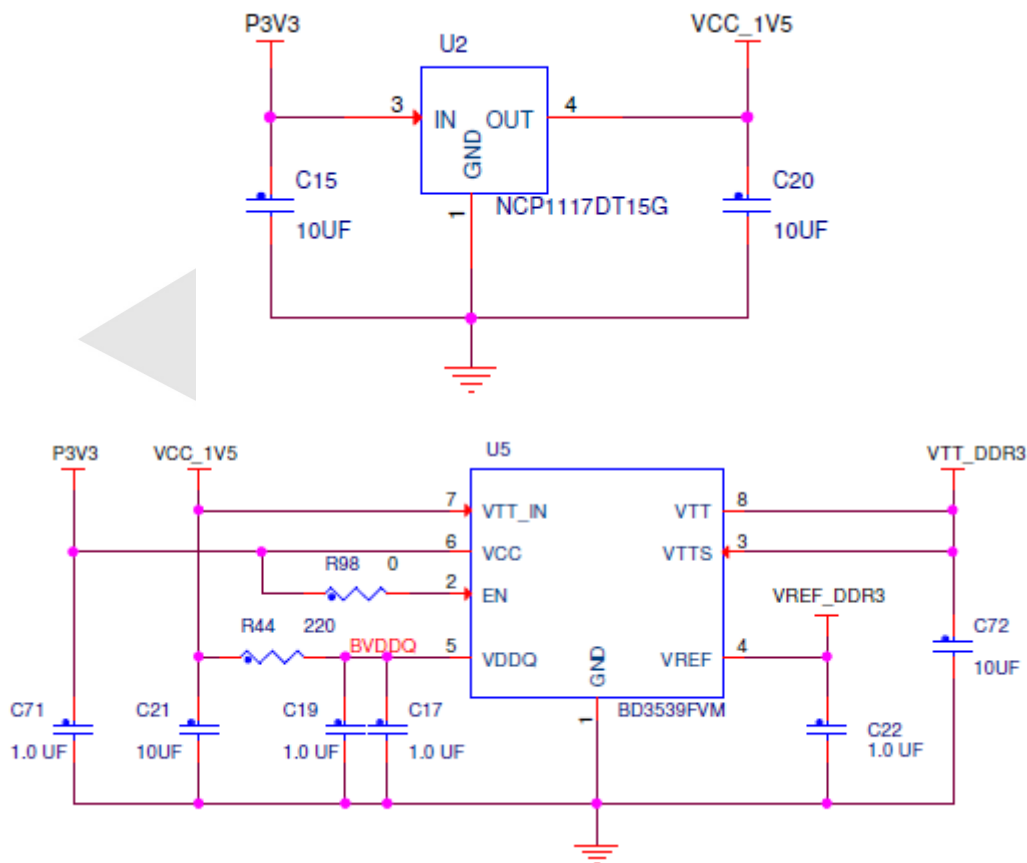 P3V3
VCC_1V5
U2
3
IN
OUT
4
GND
1
C15
10UF
NCP1117DT15G
C20
10UF
P3V3
VCC_1V5
U5
VTT_DDR3
7
VTT_IN
VTT
8
6
VCC
VTTS
3
R98 0
2
EN
VREF_DDR3
R44 220
BVDDQ
5
VDDQ
GND
VREF
4
C72
10UF
1
BD3539FVM
C71
1.0 UF
C21
10UF
C19
1.0 UF
C17
1.0 UF
C22
1.0 UF